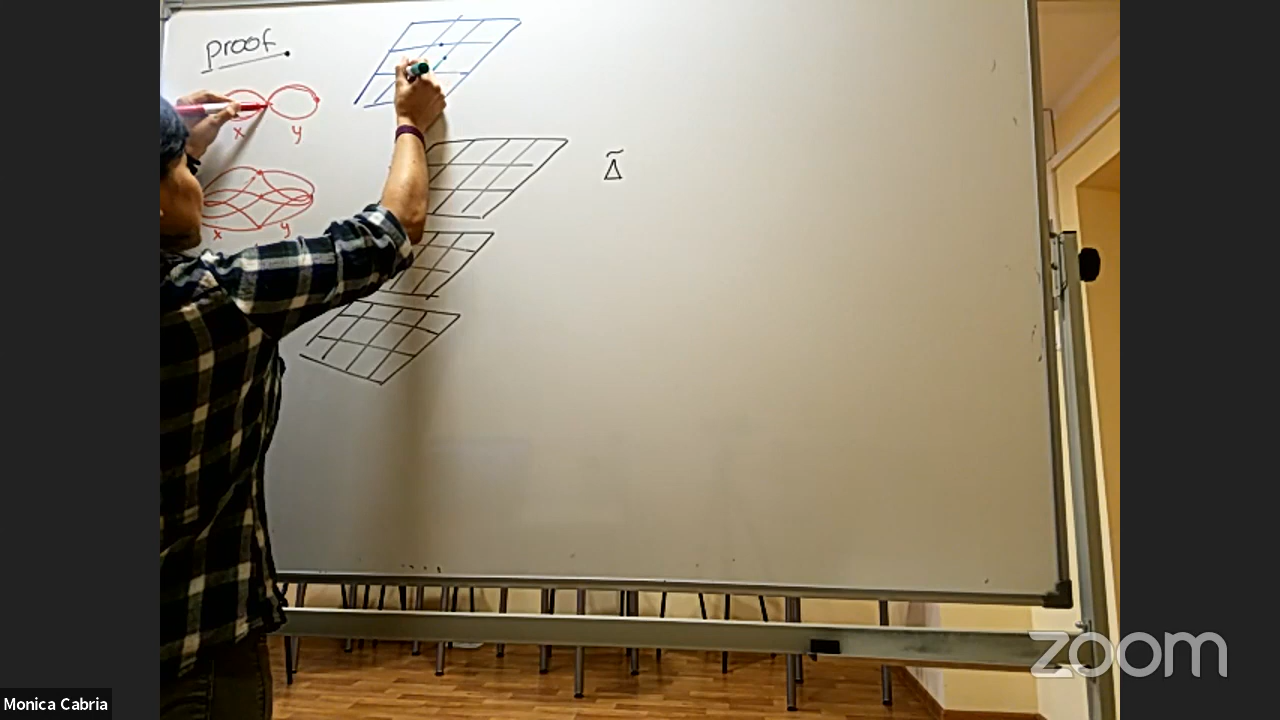 proof.
x y
x y
Δ̃
Monica Cabria
zoom